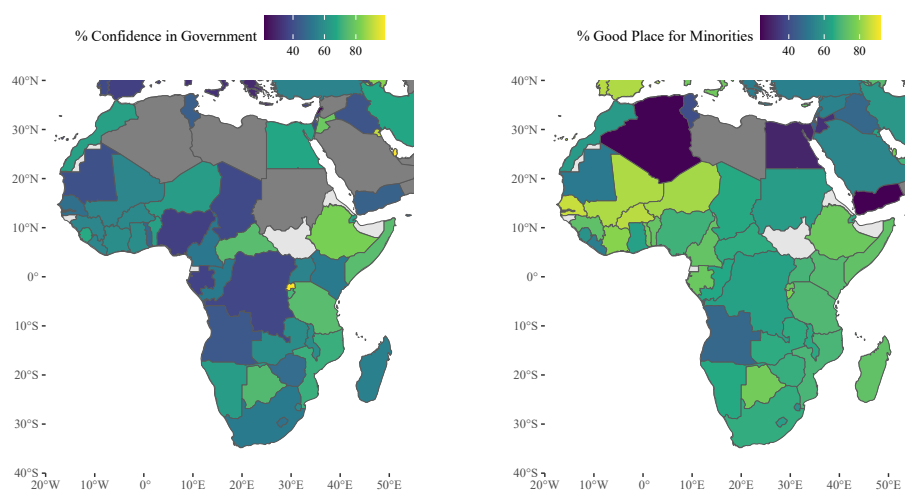 % Confidence in Government
40 60 80
% Good Place for Minorities
40 60 80
40°N
30°N
20°N
10°N
0°
10°S
20°S
30°S
40°S
20°W 10°W 0° 10°E 20°E 30°E 40°E 50°E
40°N
30°N
20°N
10°N
0°
10°S
20°S
30°S
40°S
20°W 10°W 0° 10°E 20°E 30°E 40°E 50°E